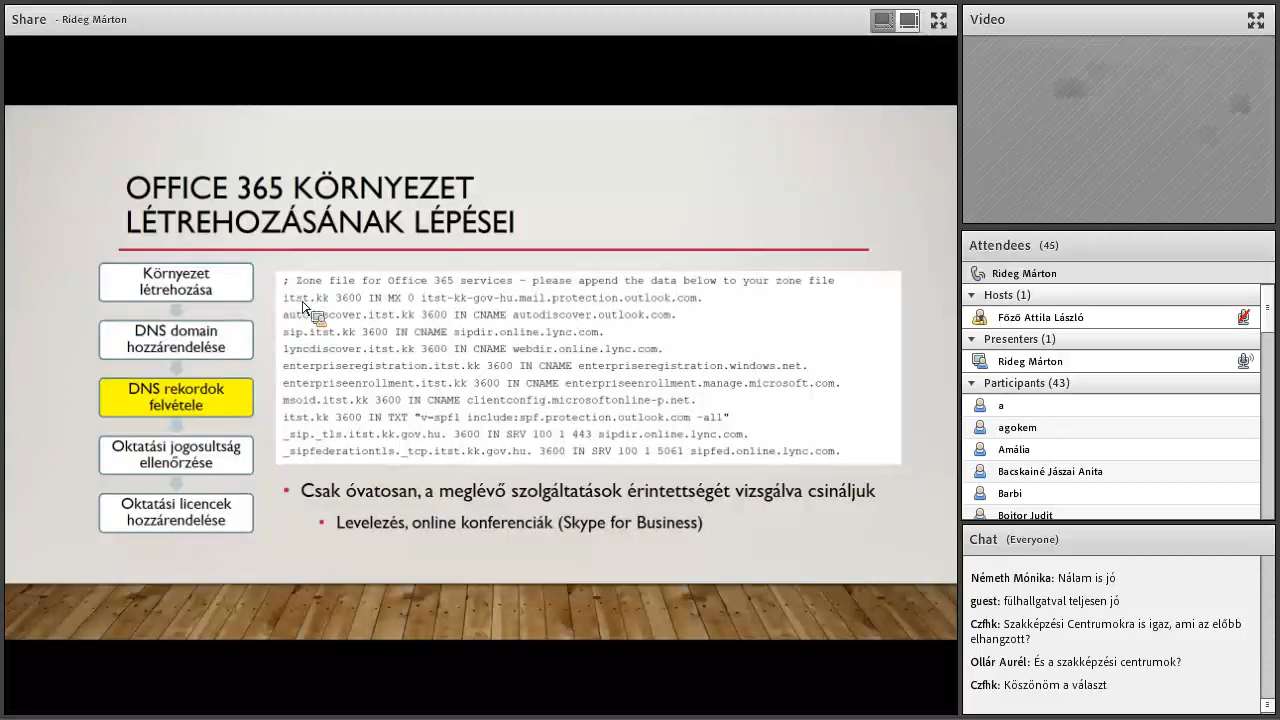 Share - Rideg Márton
OFFICE 365 KÖRNYEZET
LÉTREHOZÁSÁNAK LÉPÉSEI
Környezet
létrehozása
DNS domain
hozzárendelése
DNS rekordok
felvétele
Oktatási jogosultság
ellenőrzése
Oktatási licencek
hozzárendelése
; Zone file for Office 365 services – please append the data below to your zone file
itst.kk 3600 IN MX 0 itst-kk-gov-hu.mail.protection.outlook.com.
autodiscover.itst.kk 3600 IN CNAME autodiscover.outlook.com.
sip.itst.kk 3600 IN CNAME sipdir.online.lync.com.
lyncdiscover.itst.kk 3600 IN CNAME webdir.online.lync.com.
enterpriseregistration.itst.kk 3600 IN CNAME enterpriseregistration.windows.net.
enterpriseenrollment.itst.kk 3600 IN CNAME enterpriseenrollment.manage.microsoft.com.
msoid.itst.kk 3600 IN CNAME clientconfig.microsoftonline-p.net.
itst.kk 3600 IN TXT "v=spf1 include:spf.protection.outlook.com -all"
_sip._tls.itst.kk.gov.hu. 3600 IN SRV 100 1 443 sipdir.online.lync.com.
_sipfederationtls._tcp.itst.kk.gov.hu. 3600 IN SRV 100 1 5061 sipfed.online.lync.com.
• Csak óvatosan, a meglévő szolgáltatások érintettségét vizsgálva csináljuk
• Levelezés, online konferenciák (Skype for Business)
Video
Attendees (45)
Rideg Márton
Hosts (1)
Főző Attila László
Presenters (1)
Rideg Márton
Participants (43)
a
agokem
Amália
Bacskainé Jászai Anita
Barbi
Bojtor Judit
Chat (Everyone)
Németh Mónika: Nálam is jó
guest: fülhallgatval teljesen jó
Czfhk: Szakképzési Centrumokra is igaz, ami az előbb
elhangzott?
Ollár Aurél: És a szakképzési centrumok?
Czfhk: Köszönöm a választ